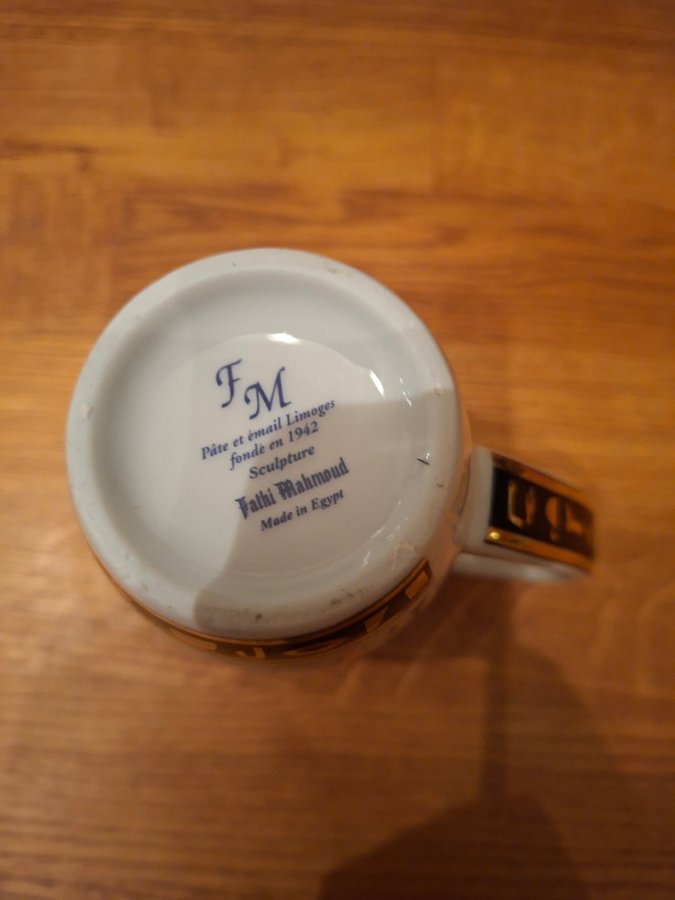 FM
Pâte et émail Limoges
fondé en 1942
Sculpture
Fathi Mahmoud
Made in Egypt